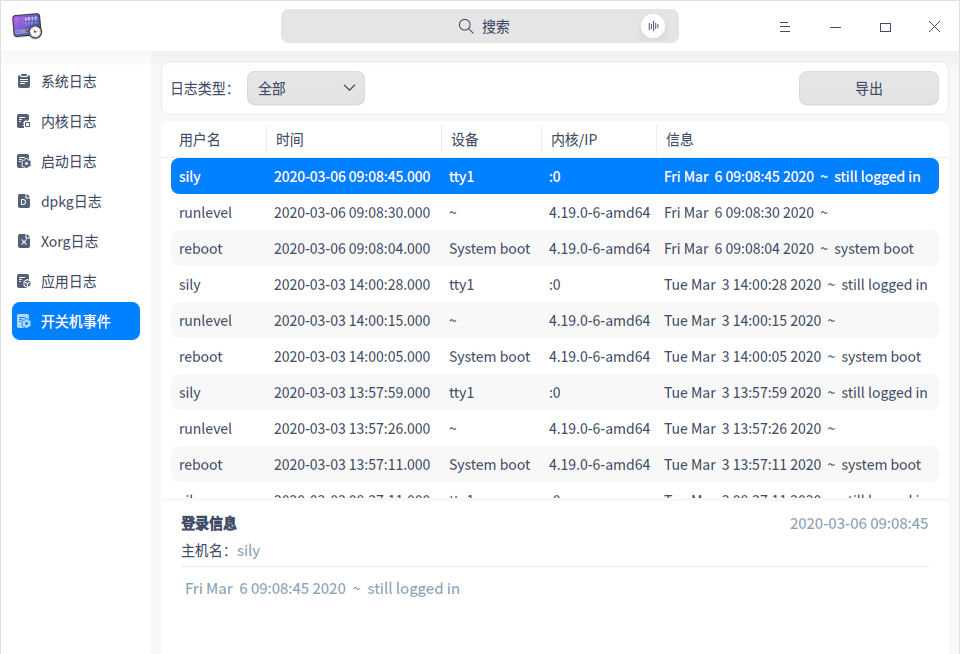 搜索
系统日志
内核日志
启动日志
dpkg日志
Xorg日志
应用日志
开关机事件
日志类型： 全部 导出
用户名 时间 设备 内核/IP 信息
sily 2020-03-06 09:08:45.000 tty1 :0 Fri Mar 6 09:08:45 2020 ~ still logged in
runlevel 2020-03-06 09:08:30.000 ~ 4.19.0-6-amd64 Fri Mar 6 09:08:30 2020 ~
reboot 2020-03-06 09:08:04.000 System boot 4.19.0-6-amd64 Fri Mar 6 09:08:04 2020 ~ system boot
sily 2020-03-03 14:00:28.000 tty1 :0 Tue Mar 3 14:00:28 2020 ~ still logged in
runlevel 2020-03-03 14:00:15.000 ~ 4.19.0-6-amd64 Tue Mar 3 14:00:15 2020 ~
reboot 2020-03-03 14:00:05.000 System boot 4.19.0-6-amd64 Tue Mar 3 14:00:05 2020 ~ system boot
sily 2020-03-03 13:57:59.000 tty1 :0 Tue Mar 3 13:57:59 2020 ~ still logged in
runlevel 2020-03-03 13:57:26.000 ~ 4.19.0-6-amd64 Tue Mar 3 13:57:26 2020 ~
reboot 2020-03-03 13:57:11.000 System boot 4.19.0-6-amd64 Tue Mar 3 13:57:11 2020 ~ system boot
登录信息 2020-03-06 09:08:45
主机名： sily
Fri Mar 6 09:08:45 2020 ~ still logged in